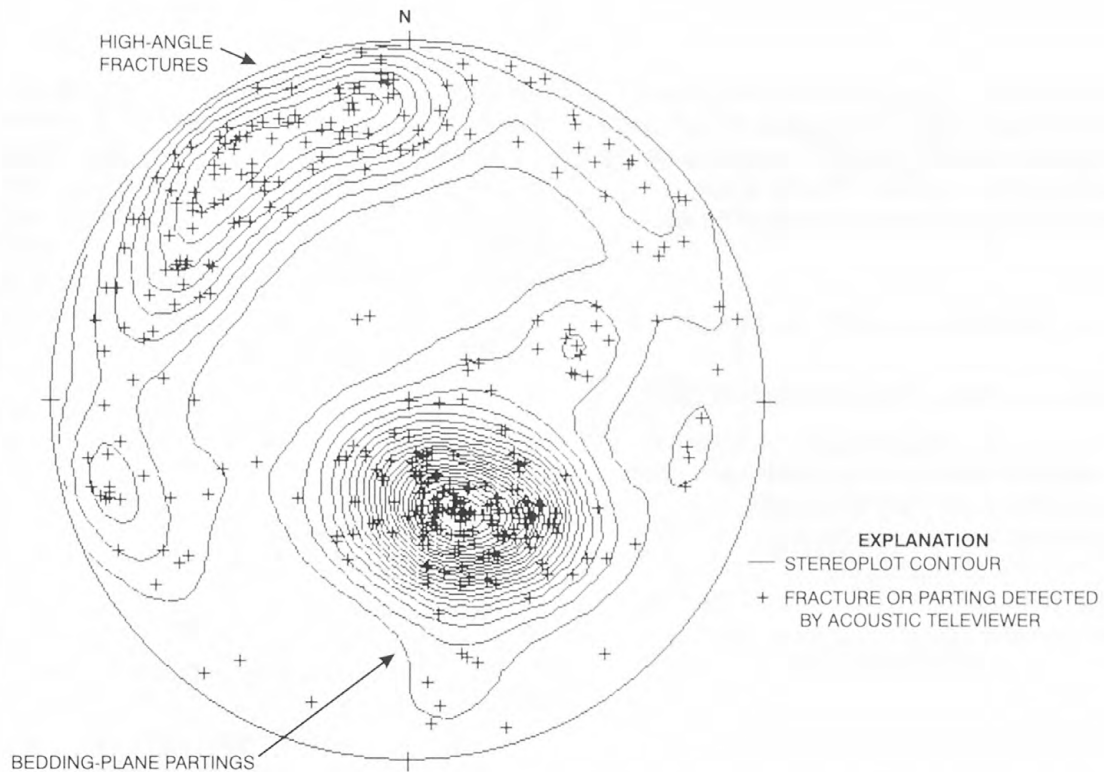 N
HIGH-ANGLE
FRACTURES
EXPLANATION
STEREOPLOT CONTOUR
FRACTURE OR PARTING DETECTED
BY ACOUSTIC TELEVIEWER
BEDDING-PLANE PARTINGS